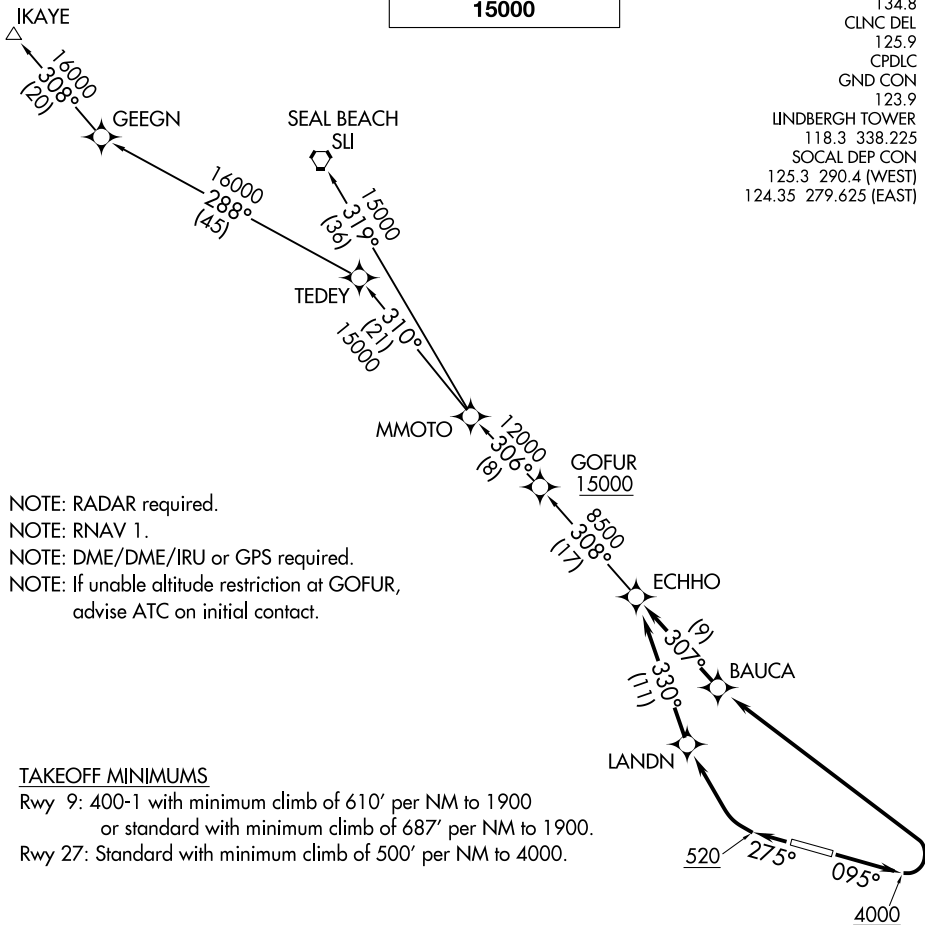 IKAYE
15000
134.8
CLNC DEL
125.9
CPDLC
GND CON
123.9
LINDBERGH TOWER
118.3 338.225
SOCAL DEP CON
125.3 290.4 (WEST)
124.35 279.625 (EAST)
16000
308°
(20)
GEEGN
SEAL BEACH
SLI
16000
288°
(45)
15000
319°
(36)
TEDEY
310°
(21)
15000
MMOTO
12000
306°
(8)
GOFUR
15000
8500
308°
(17)
NOTE: RADAR required.
NOTE: RNAV 1.
NOTE: DME/DME/IRU or GPS required.
NOTE: If unable altitude restriction at GOFUR,
advise ATC on initial contact.
ECHHO
(9)
307°
BAUCA
330°
(11)
LANDN
TAKEOFF MINIMUMS
Rwy 9: 400-1 with minimum climb of 610' per NM to 1900
or standard with minimum climb of 687' per NM to 1900.
Rwy 27: Standard with minimum climb of 500' per NM to 4000.
520
275°
095°
4000